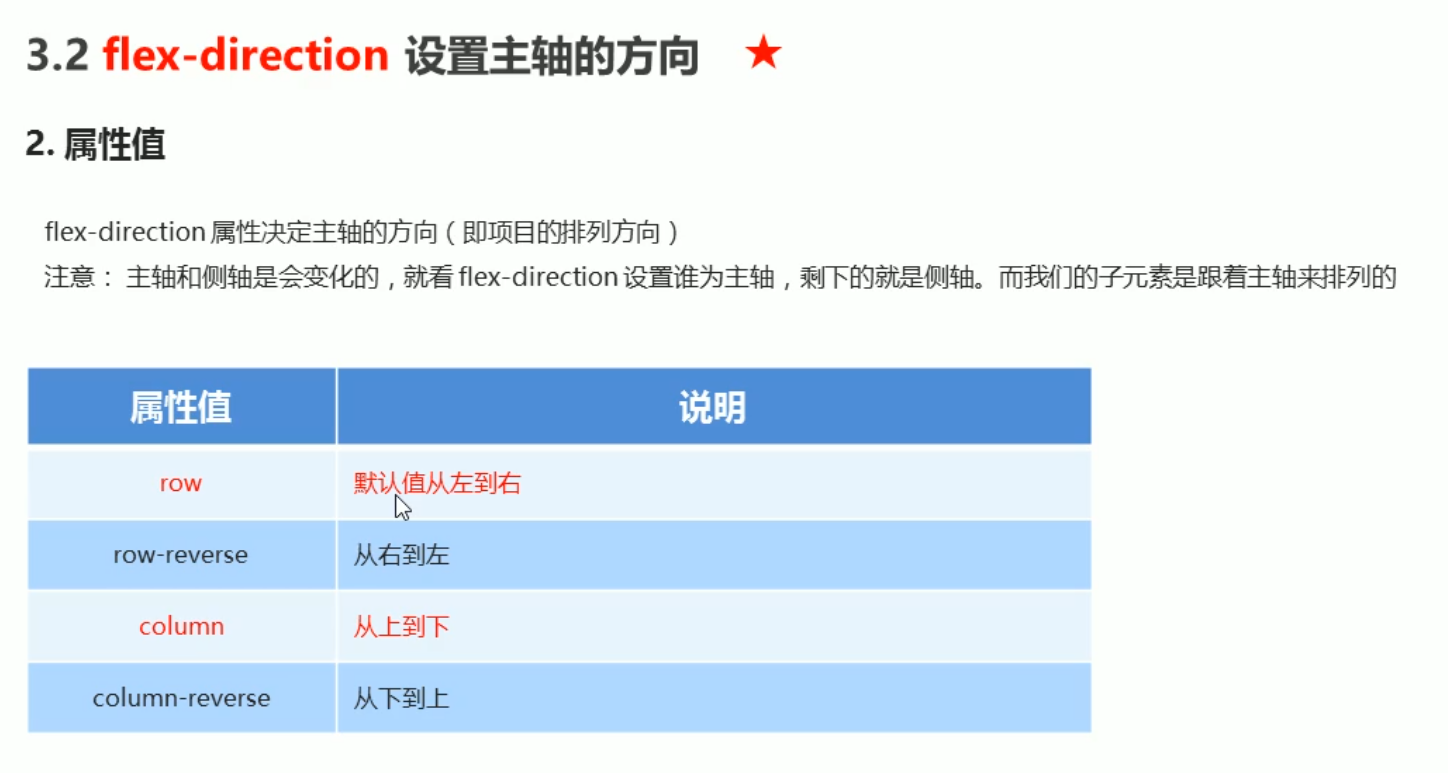 3.2 flex-direction 设置主轴的方向 ★
2. 属性值
flex-direction 属性决定主轴的方向（即项目的排列方向）
注意： 主轴和侧轴是会变化的，就看 flex-direction 设置谁为主轴，剩下的就是侧轴。而我们的子元素是跟着主轴来排列的
属性值 说明
row 默认值从左到右
row-reverse 从右到左
column 从上到下
column-reverse 从下到上